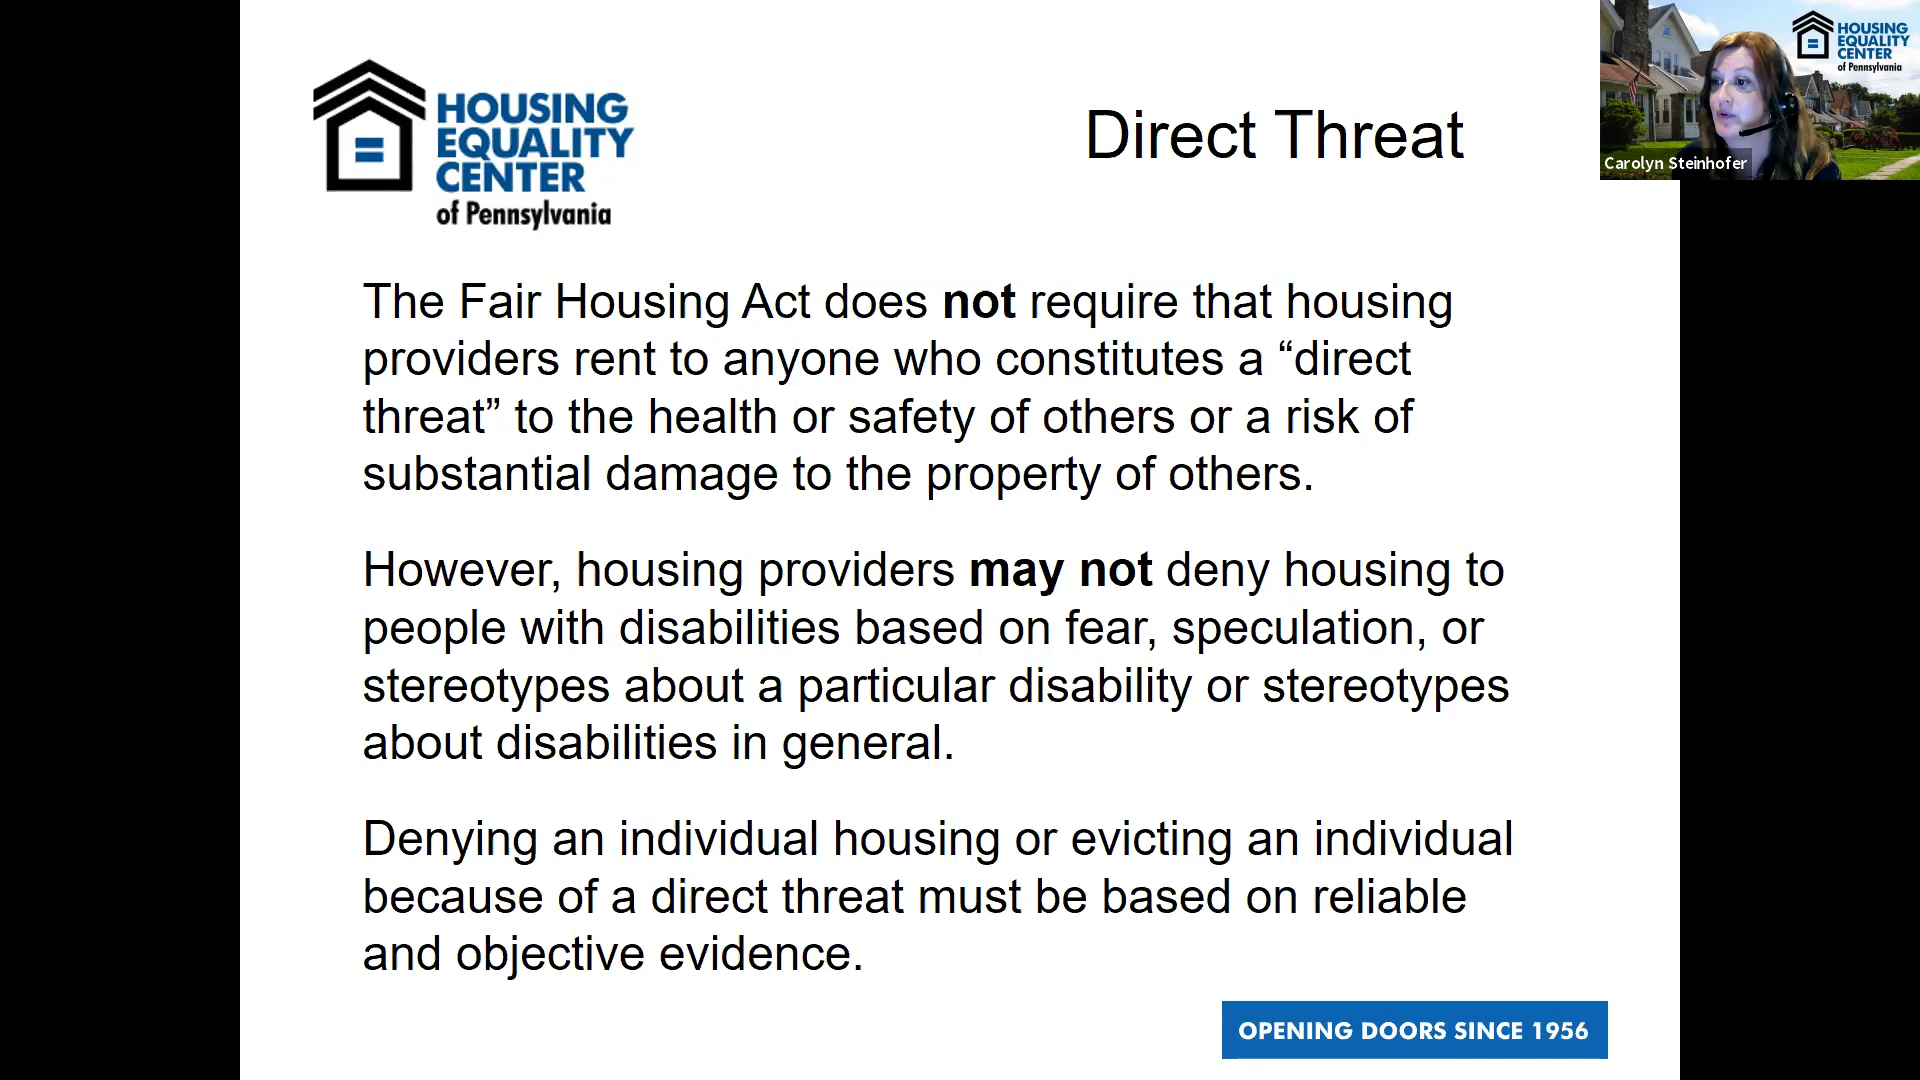 HOUSING
EQUALITY
CENTER
of Pennsylvania
Direct Threat
HOUSING
EQUALITY
CENTER
of Pennsylvania
Carolyn Steinhofer
The Fair Housing Act does not require that housing
providers rent to anyone who constitutes a “direct
threat” to the health or safety of others or a risk of
substantial damage to the property of others.
However, housing providers may not deny housing to
people with disabilities based on fear, speculation, or
stereotypes about a particular disability or stereotypes
about disabilities in general.
Denying an individual housing or evicting an individual
because of a direct threat must be based on reliable
and objective evidence.
OPENING DOORS SINCE 1956